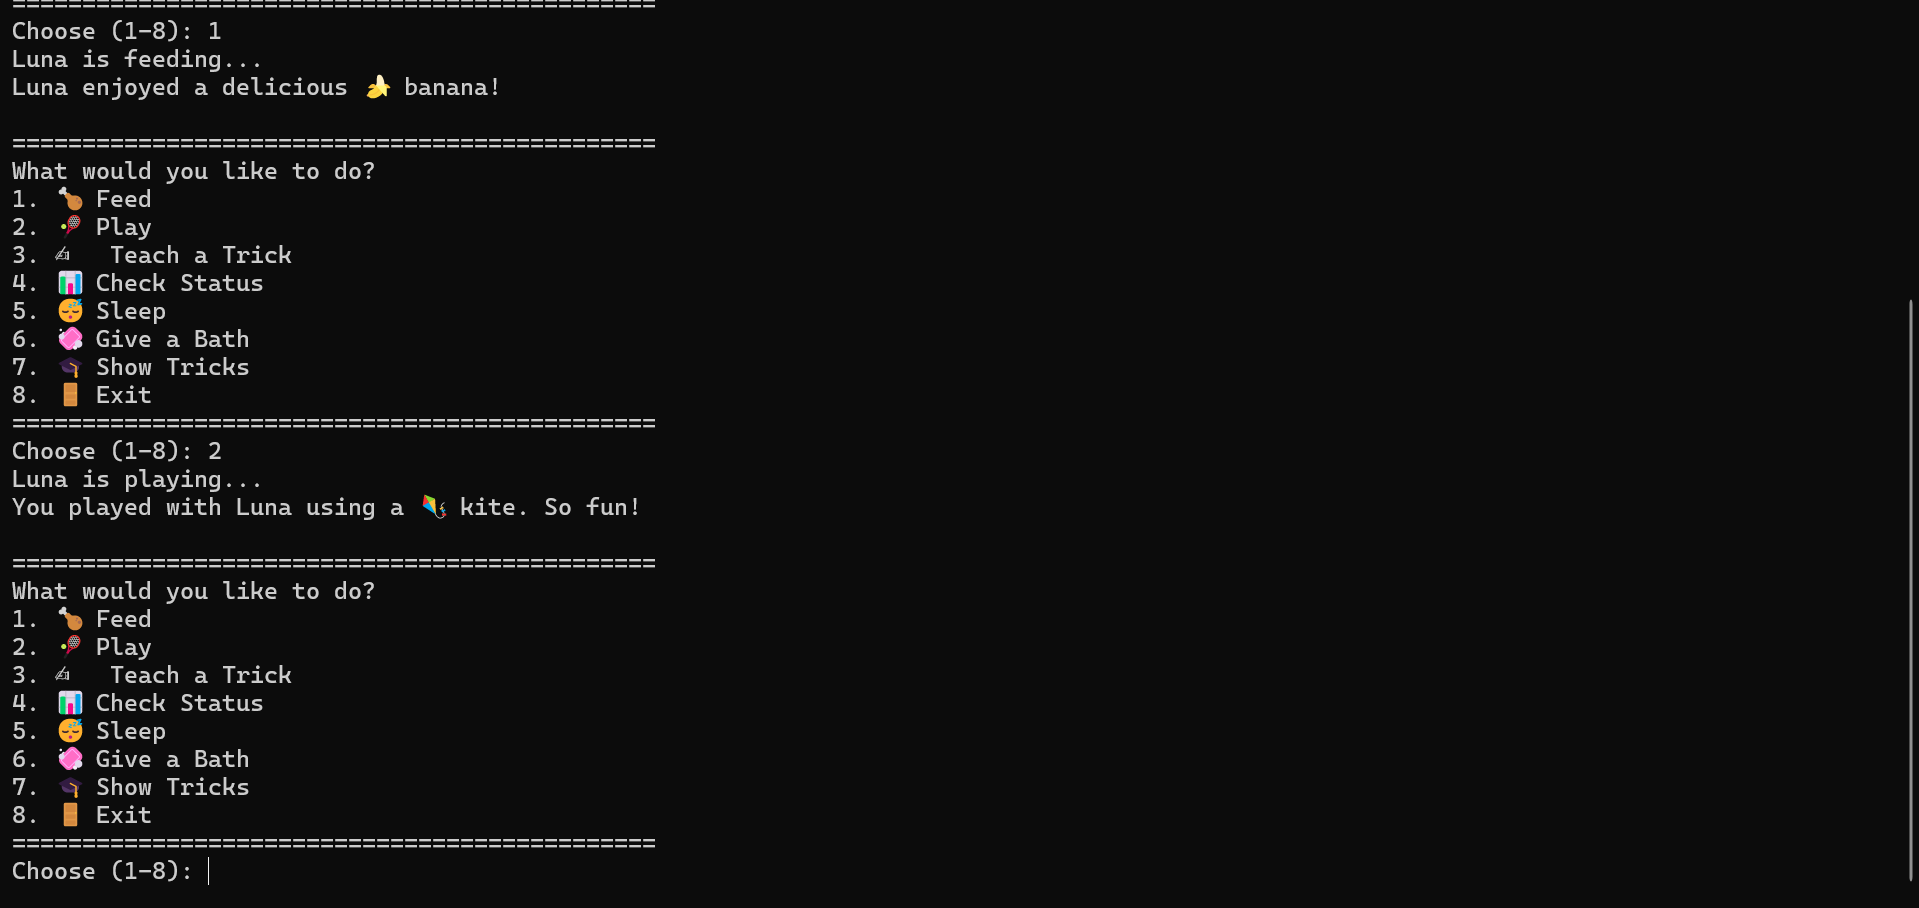 ============================================== 
Choose (1-8): 1
Luna is feeding...
Luna enjoyed a delicious 🍌 banana!

==============================================
What would you like to do?
1. 🍗 Feed
2. 🎾 Play
3. ✍   Teach a Trick
4. 📊 Check Status
5. 😴 Sleep
6. 🧼 Give a Bath
7. 🎓 Show Tricks
8. 🚪 Exit
==============================================
Choose (1-8): 2
Luna is playing...
You played with Luna using a 🪁 kite. So fun!

==============================================
What would you like to do?
1. 🍗 Feed
2. 🎾 Play
3. ✍   Teach a Trick
4. 📊 Check Status
5. 😴 Sleep
6. 🧼 Give a Bath
7. 🎓 Show Tricks
8. 🚪 Exit
==============================================
Choose (1-8):